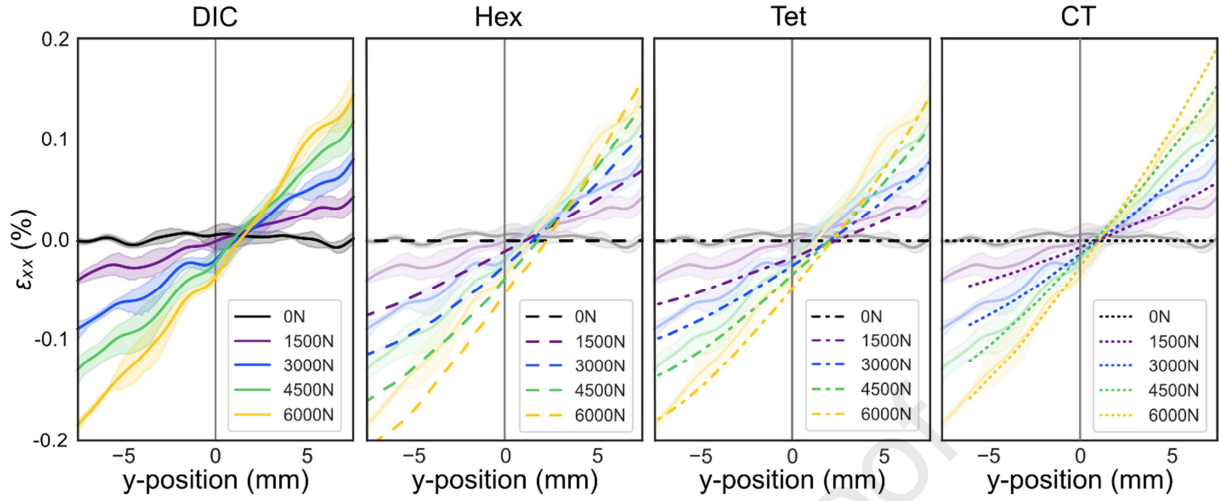 DIC Hex Tet CT
εxx (%)
0.2
0.1
0.0
-0.1
-0.2
0N
1500N
3000N
4500N
6000N
0N
1500N
3000N
4500N
6000N
0N
1500N
3000N
4500N
6000N
0N
1500N
3000N
4500N
6000N
−5 0 5 −5 0 5 −5 0 5 −5 0 5
y-position (mm) y-position (mm) y-position (mm) y-position (mm)
oof